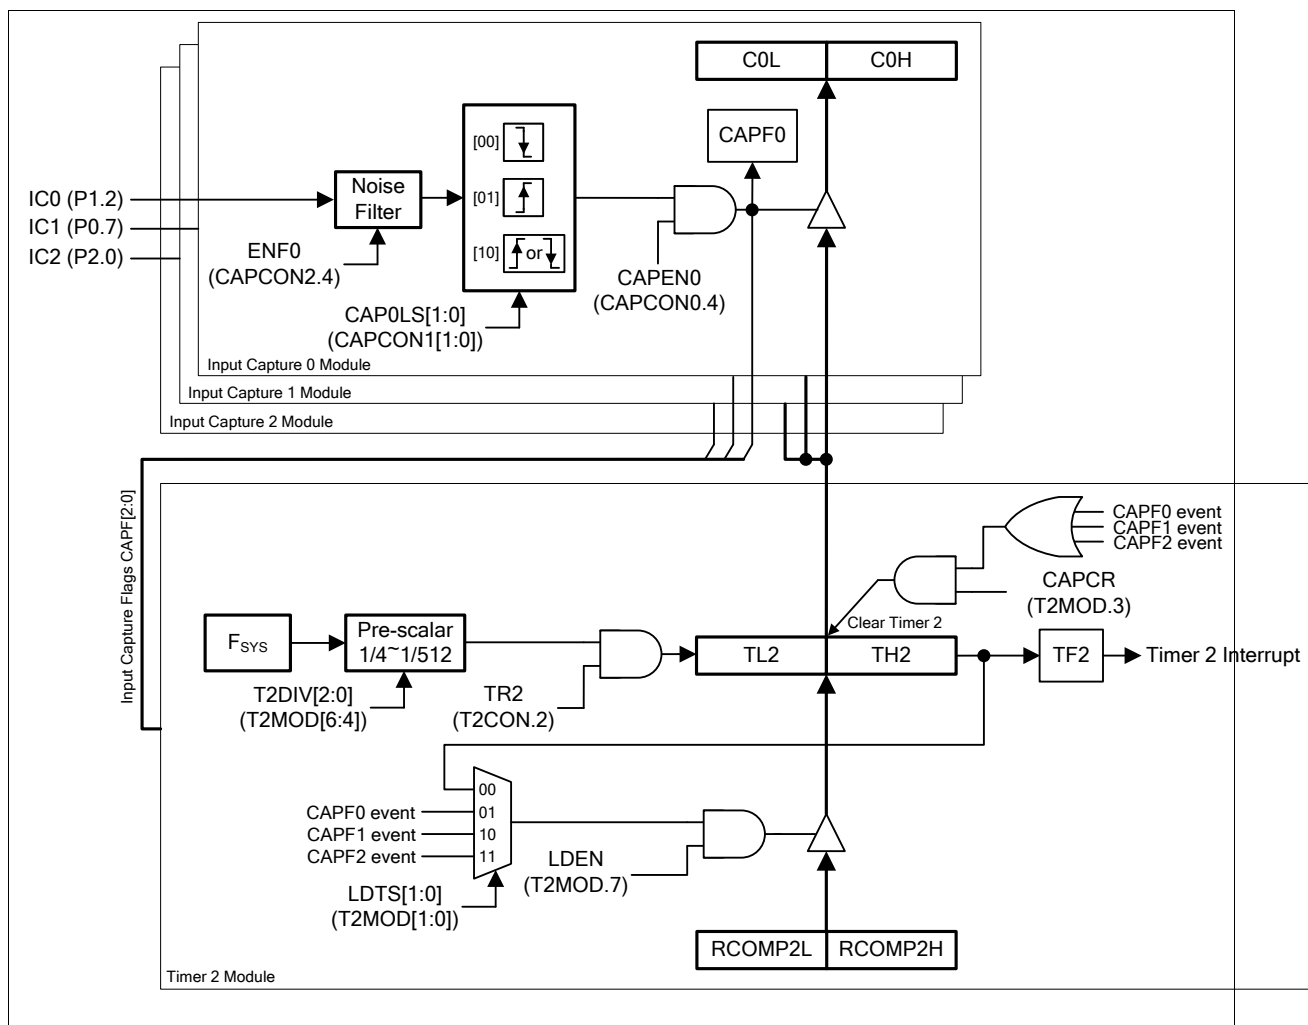 C0L C0H
CAPF0
[00]
[01]
[10] or
Noise
Filter
IC0 (P1.2)
IC1 (P0.7)
IC2 (P2.0)
ENF0
(CAPCON2.4)
CAP0LS[1:0]
(CAPCON1[1:0])
CAPEN0
(CAPCON0.4)
Input Capture 0 Module
Input Capture 1 Module
Input Capture 2 Module
Input Capture Flags CAPF[2:0]
CAPF0 event
CAPF1 event
CAPF2 event
CAPCR
(T2MOD.3)
Clear Timer 2
FSYS
Pre-scalar
1/4~1/512
T2DIV[2:0]
(T2MOD[6:4])
TR2
(T2CON.2)
TL2 TH2
TF2
Timer 2 Interrupt
00
CAPF0 event 01
CAPF1 event 10
CAPF2 event 11
LDTS[1:0]
(T2MOD[1:0])
LDEN
(T2MOD.7)
RCOMP2L RCOMP2H
Timer 2 Module